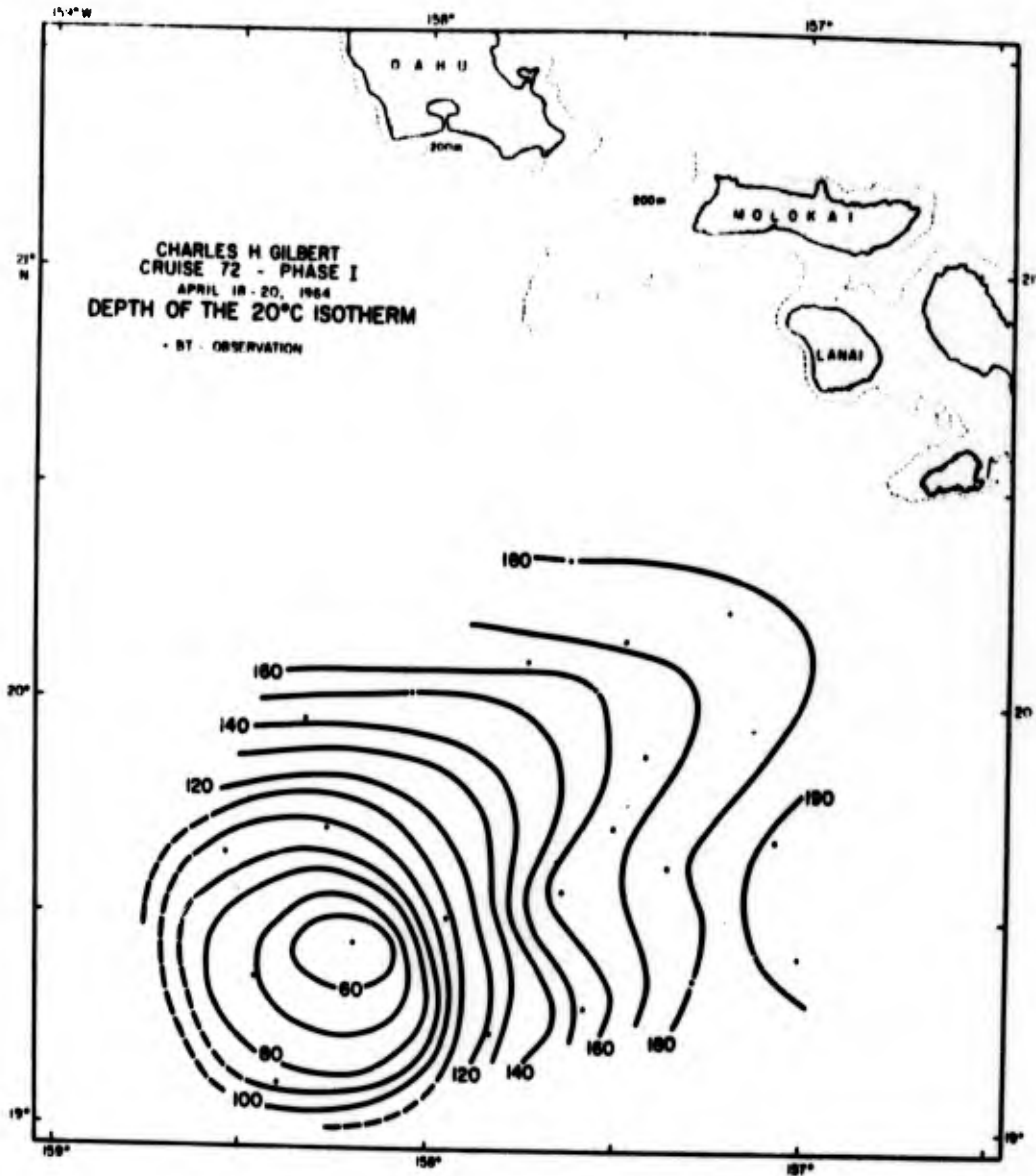 159°W
158°
157°
OAHU
200m
200m
MOLOKAI
21°
N
CHARLES H GILBERT
CRUISE 72 - PHASE I
APRIL 18-20, 1964
DEPTH OF THE 20°C ISOTHERM
• BT - OBSERVATION
21°
LANAI
180
160
20°
20
140
120
190
60
80
100
120
140
160
180
19°
19°
159°
158°
157°